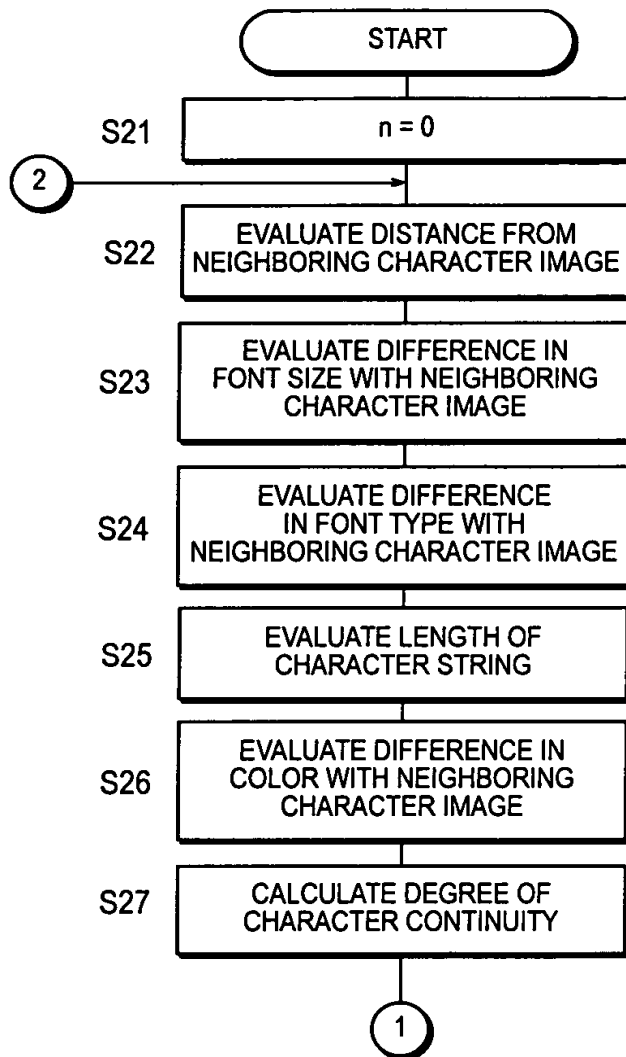 START
S21
n = 0
2
S22
EVALUATE DISTANCE FROM
NEIGHBORING CHARACTER IMAGE
S23
EVALUATE DIFFERENCE IN
FONT SIZE WITH NEIGHBORING
CHARACTER IMAGE
S24
EVALUATE DIFFERENCE
IN FONT TYPE WITH
NEIGHBORING CHARACTER IMAGE
S25
EVALUATE LENGTH OF
CHARACTER STRING
S26
EVALUATE DIFFERENCE IN
COLOR WITH NEIGHBORING
CHARACTER IMAGE
S27
CALCULATE DEGREE OF
CHARACTER CONTINUITY
1